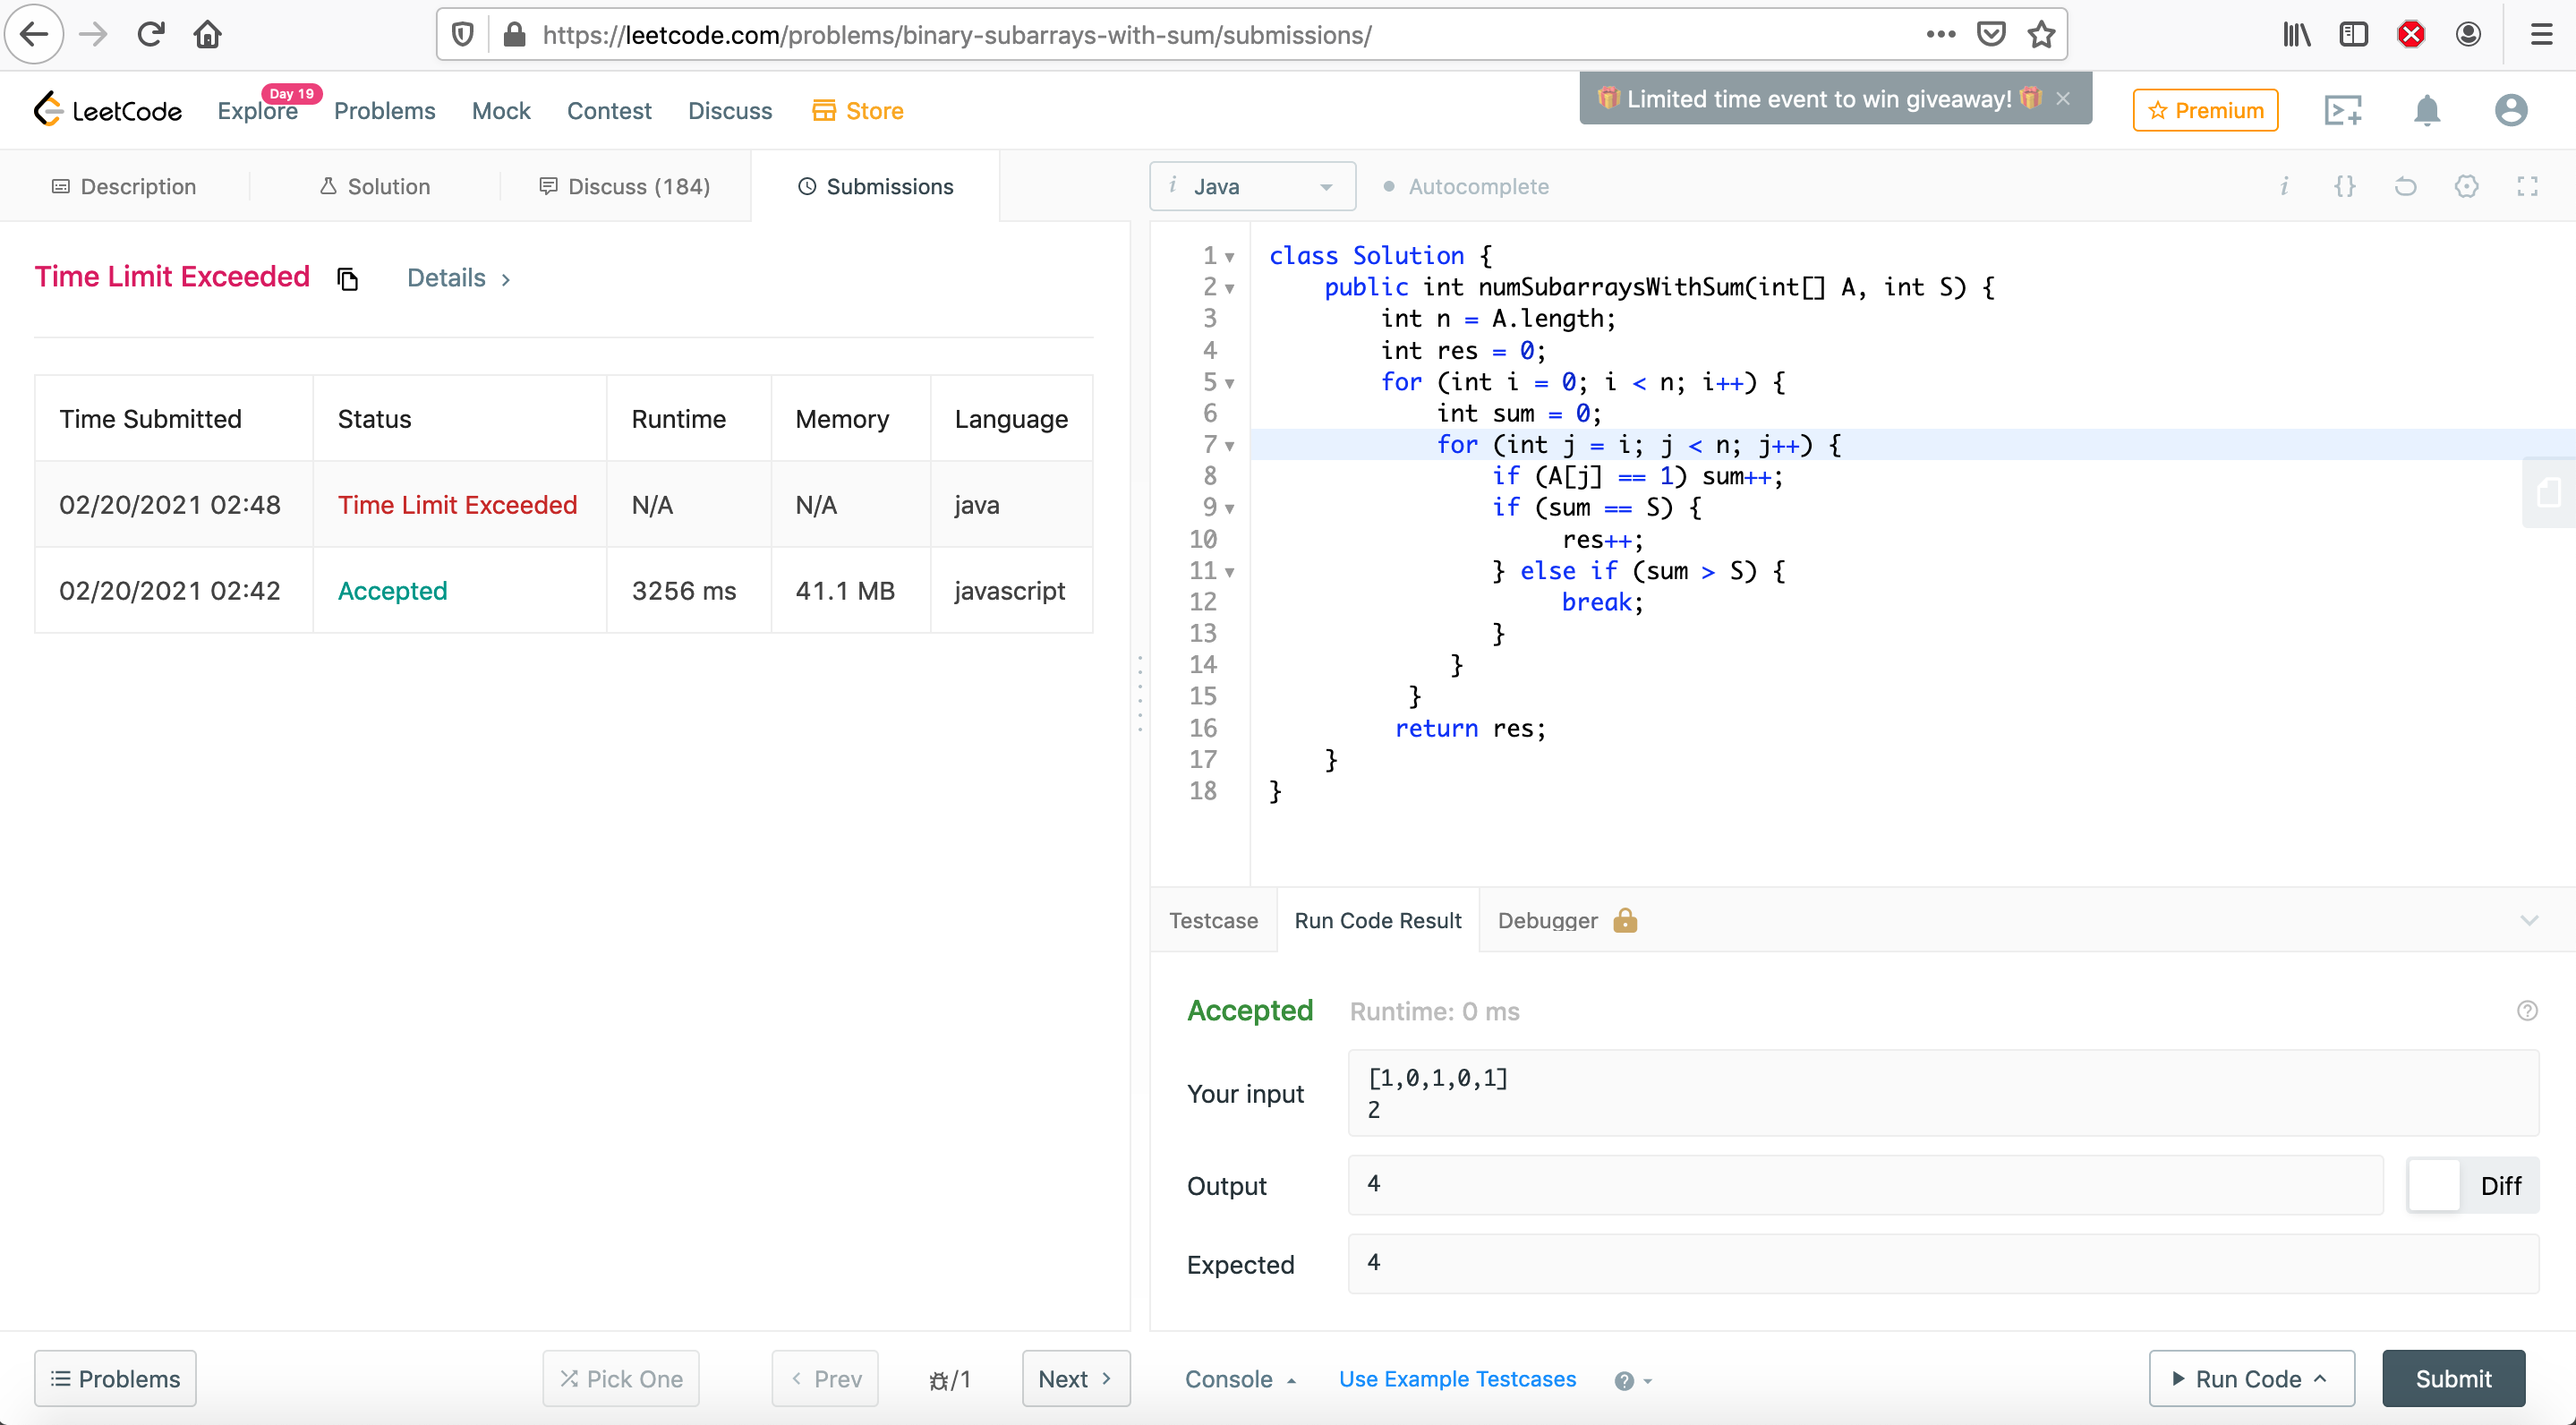 https://leetcode.com/problems/binary-subarrays-with-sum/submissions/
LeetCode
Explore
Day 19
Problems
Mock
Contest
Discuss
Store
🎁 Limited time event to win giveaway! 🎁 ×
Premium
Description
Solution
Discuss (184)
Submissions
i Java
Autocomplete
i {}
Time Limit Exceeded
Details >
Time Submitted Status Runtime Memory Language
02/20/2021 02:48 Time Limit Exceeded N/A N/A java
02/20/2021 02:42 Accepted 3256 ms 41.1 MB javascript
1 class Solution {
2     public int numSubarraysWithSum(int[] A, int S) {
3         int n = A.length;
4         int res = 0;
5         for (int i = 0; i < n; i++) {
6             int sum = 0;
7             for (int j = i; j < n; j++) {
8                 if (A[j] == 1) sum++;
9                 if (sum == S) {
10                     res++;
11                 } else if (sum > S) {
12                     break;
13                 }
14              }
15           }
16          return res;
17     }
18 }
Testcase
Run Code Result
Debugger
Accepted
Runtime: 0 ms
Your input
[1,0,1,0,1]
2
Output
4
Diff
Expected
4
Problems
Pick One
< Prev
/1
Next >
Console
Use Example Testcases
Run Code
Submit